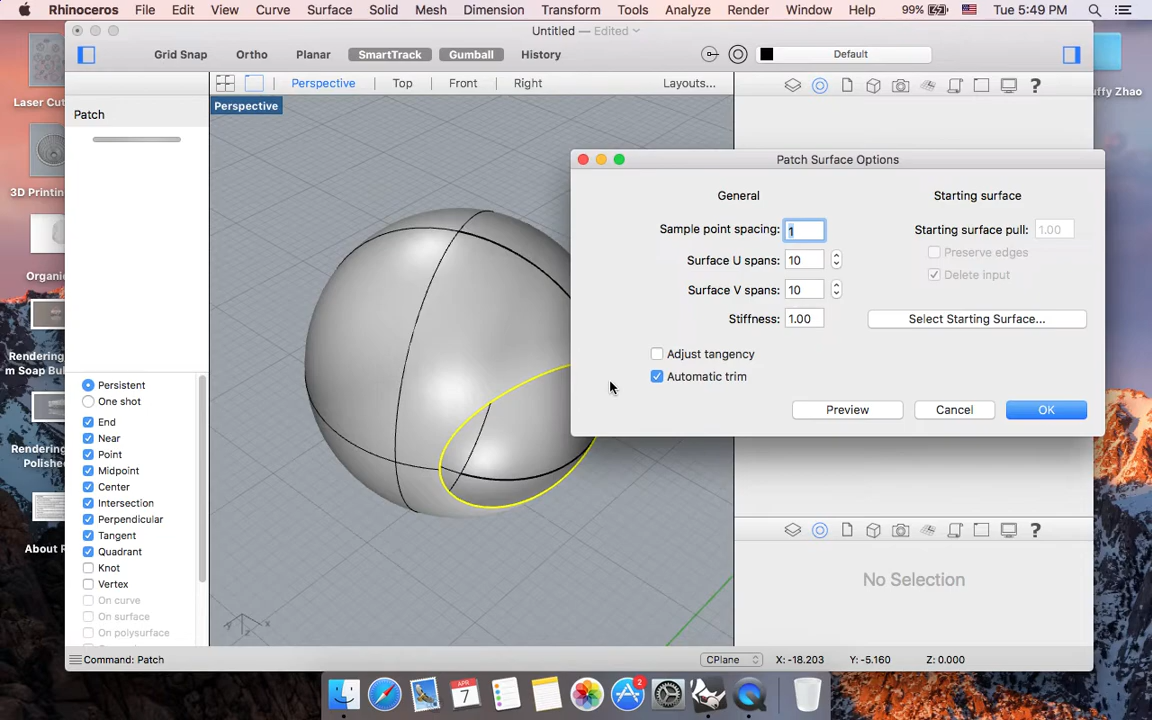 Rhinoceros File Edit View Curve Surface Solid Mesh Dimension Transform Tools Analyze Render Window Help 99% Tue 5:49 PM
Untitled — Edited
Grid Snap Ortho Planar SmartTrack Gumball History Default
Perspective Top Front Right Layouts...
Perspective
Patch
Laser Cut
3D Printin
Organi
Rendering
m Soap Bul
Rendering
Polished
About R
uffy Zhao
Patch Surface Options
General
Starting surface
Sample point spacing: 1
Starting surface pull: 1.00
Surface U spans: 10
Preserve edges
Delete input
Surface V spans: 10
Stiffness: 1.00
Select Starting Surface...
Adjust tangency
Automatic trim
Preview Cancel OK
Persistent
One shot
End
Near
Point
Midpoint
Center
Intersection
Perpendicular
Tangent
Quadrant
Knot
Vertex
On curve
On surface
On polysurface
No Selection
y x
z
Command: Patch
CPlane X: -18.203 Y: -5.160 Z: 0.000
APR
7
2